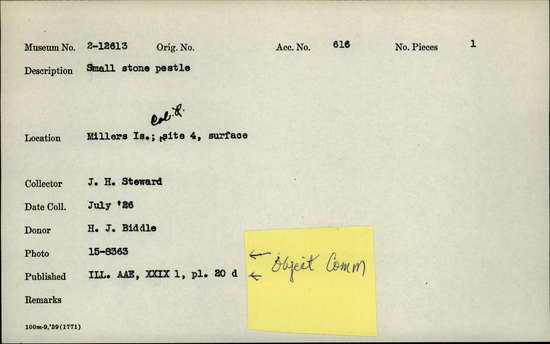 Museum No. 2-12613 Orig. No. Acc. No. 616 No. Pieces 1
Description Small stone pestle
Col. R.
Location Millers Is.; site 4, surface
Collector J. H. Steward
Date Coll. July '26
Donor H. J. Biddle
Photo 15-8363
← Object Comm
Published ILL. AAE, XXIX 1, pl. 20 d ←
Remarks
100m-9,'39(1771)